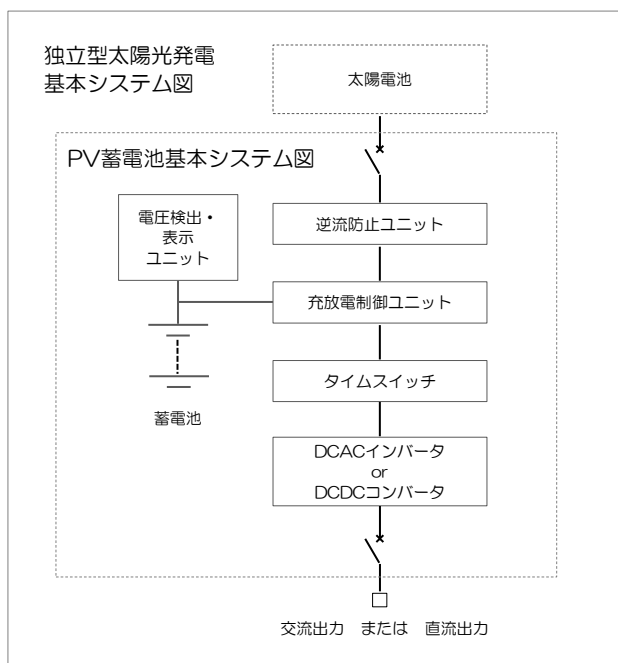 独立型太陽光発電
基本システム図
太陽電池
PV蓄電池基本システム図
電圧検出・
表示
ユニット
逆流防止ユニット
充放電制御ユニット
タイムスイッチ
蓄電池
DCACインバータ
or
DCDCコンバータ
交流出力 または 直流出力